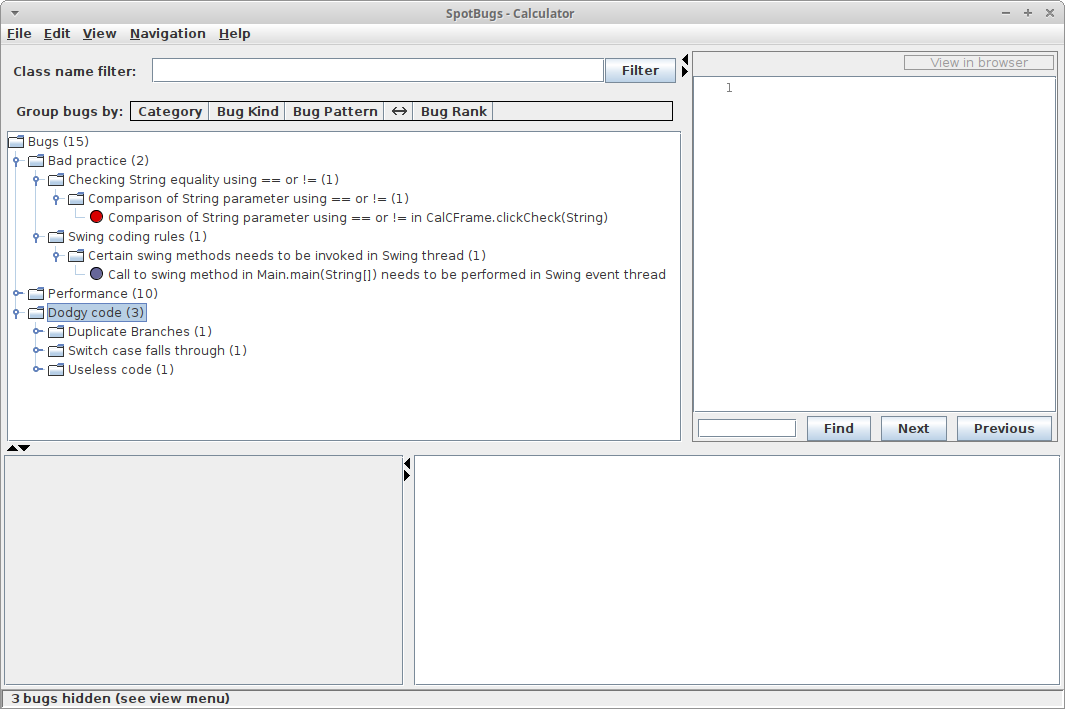 SpotBugs - Calculator
File Edit View Navigation Help
Class name filter: Filter
View in browser
1
Group bugs by: Category Bug Kind Bug Pattern ↔ Bug Rank
Bugs (15)
Bad practice (2)
Checking String equality using == or != (1)
Comparison of String parameter using == or != (1)
Comparison of String parameter using == or != in CalCFrame.clickCheck(String)
Swing coding rules (1)
Certain swing methods needs to be invoked in Swing thread (1)
Call to swing method in Main.main(String[]) needs to be performed in Swing event thread
Performance (10)
Dodgy code (3)
Duplicate Branches (1)
Switch case falls through (1)
Useless code (1)
Find Next Previous
3 bugs hidden (see view menu)